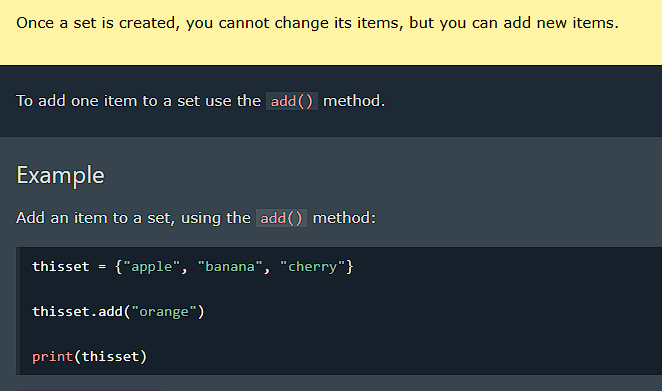 Once a set is created, you cannot change its items, but you can add new items.
To add one item to a set use the add() method.
Example
Add an item to a set, using the add() method:
thisset = {"apple", "banana", "cherry"}
thisset.add("orange")
print(thisset)